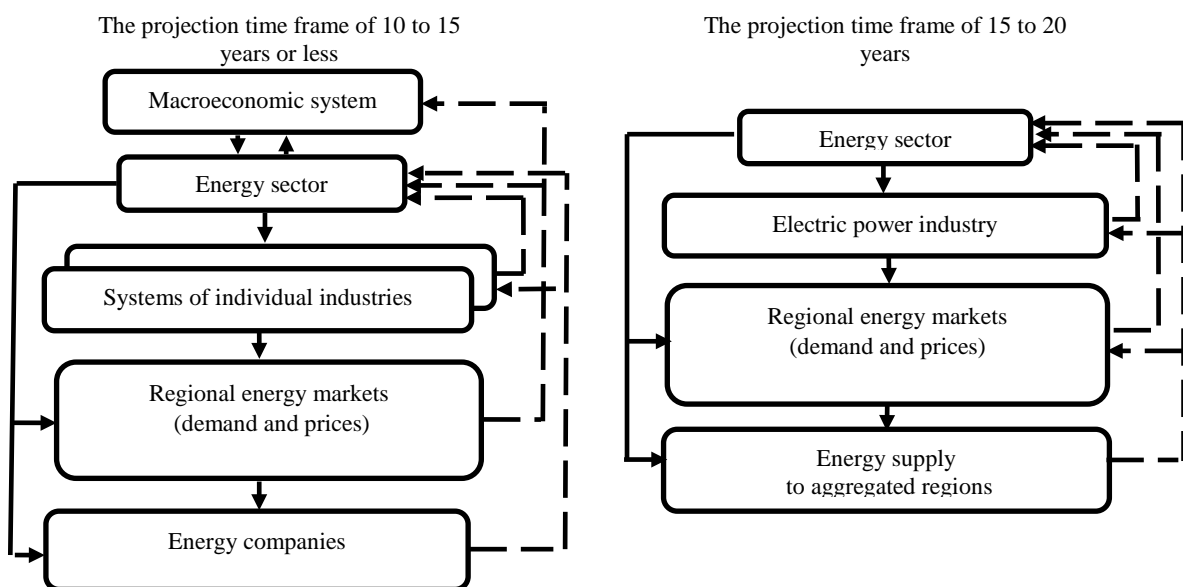 The projection time frame of 10 to 15
years or less
Macroeconomic system
Energy sector
Systems of individual industries
Regional energy markets
(demand and prices)
Energy companies
The projection time frame of 15 to 20
years
Energy sector
Electric power industry
Regional energy markets
(demand and prices)
Energy supply
to aggregated regions